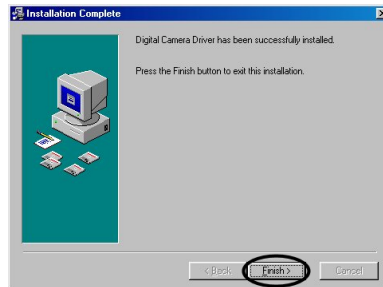 Installation Complete
Digital Camera Driver has been successfully installed.
Press the Finish button to exit this installation.
< Back
Finish >
Cancel